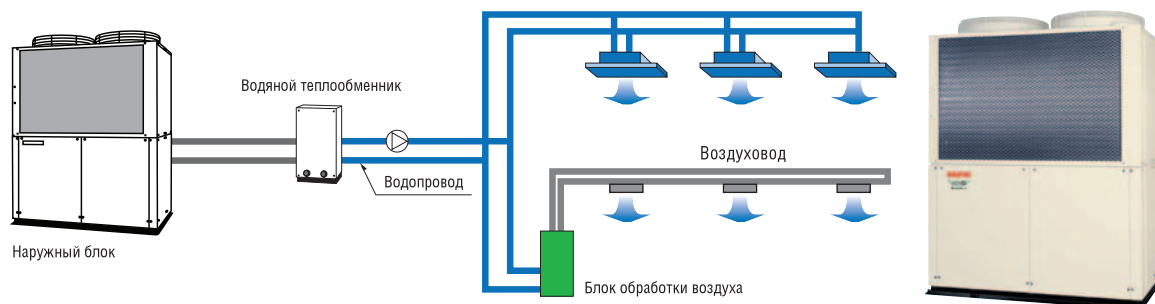 Водяной теплообменник
Воздуховод
Водопровод
Наружный блок
Блок обработки воздуха